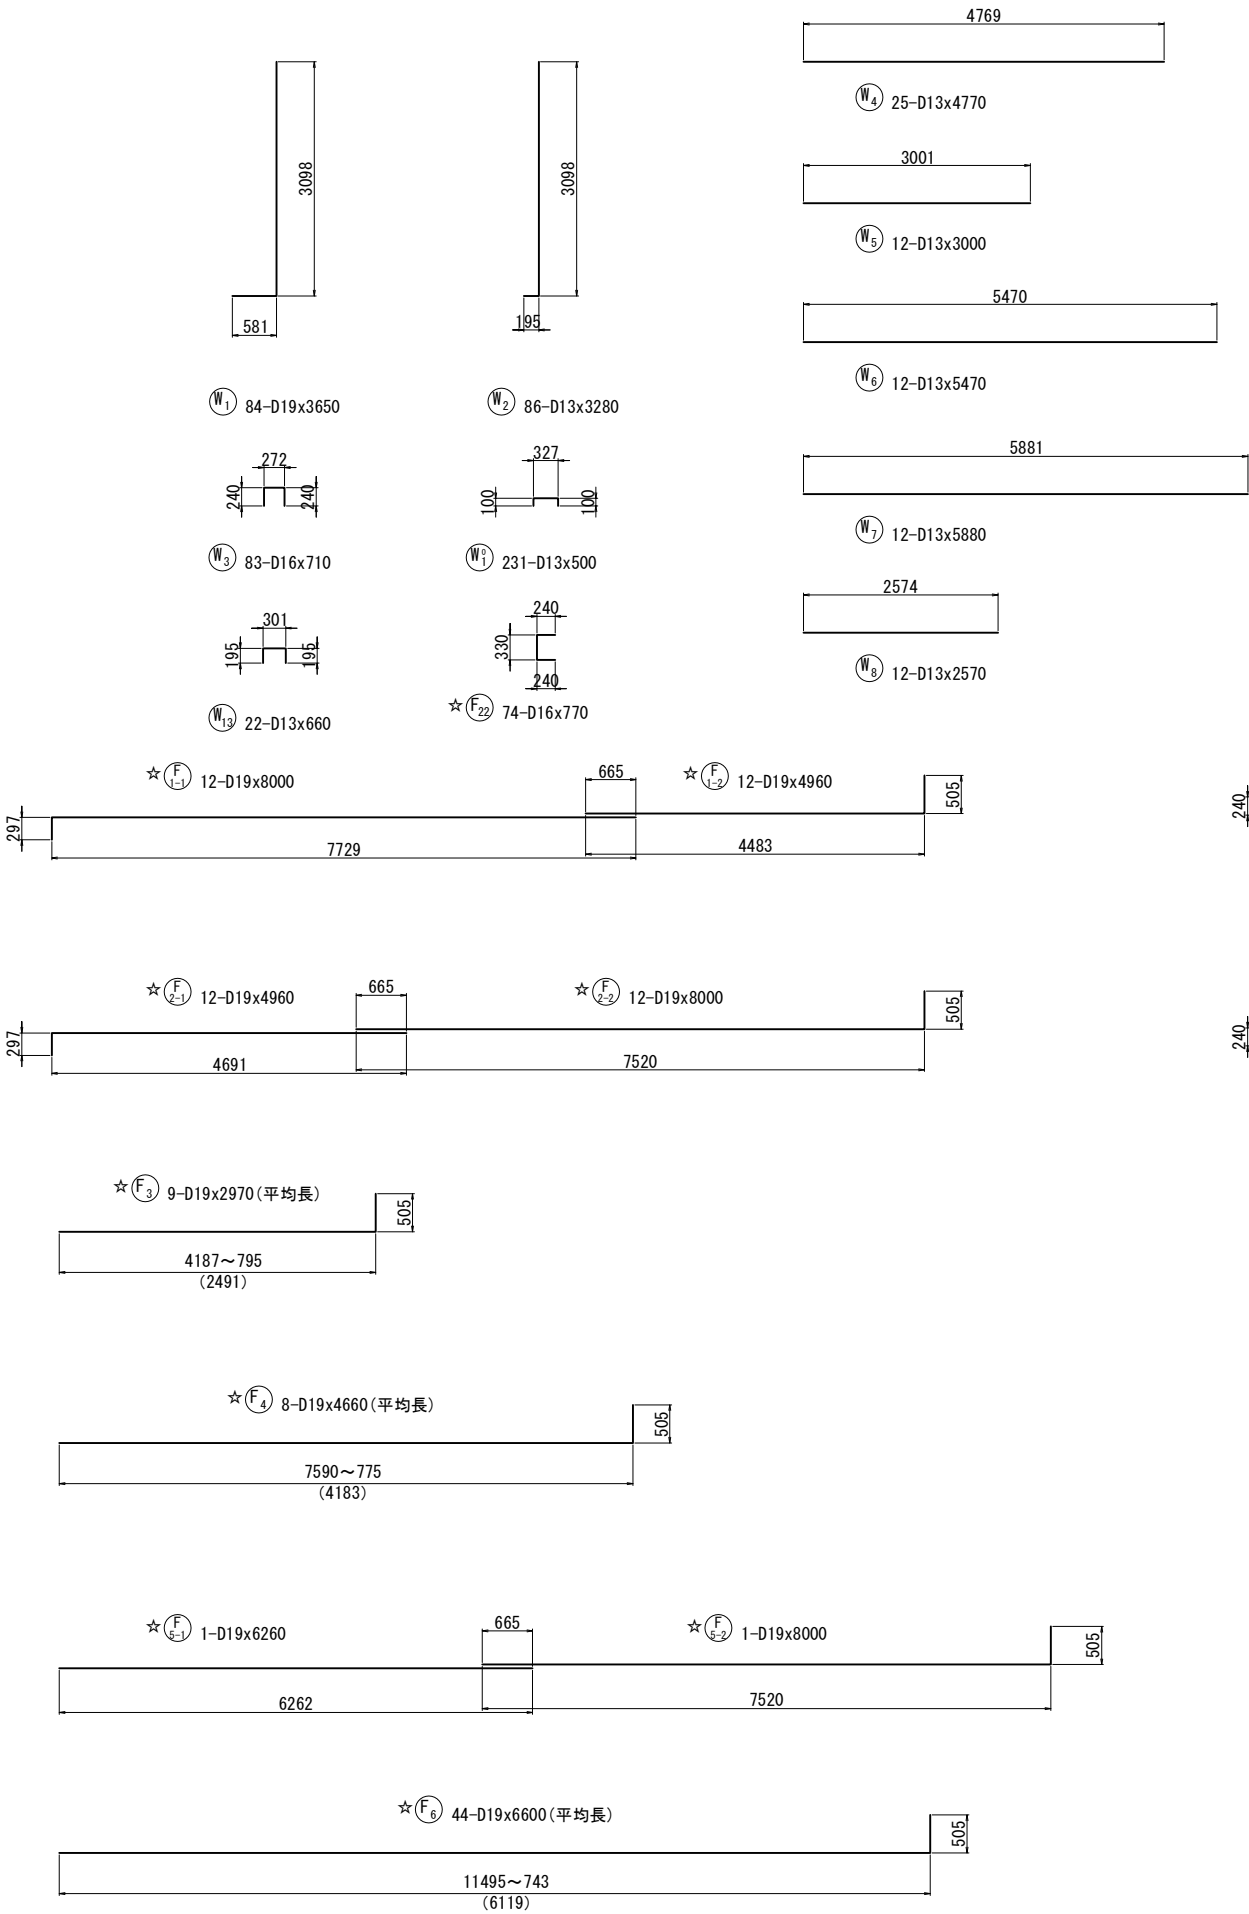 4769
W4 25-D13x4770
3098
581
W1 84-D19x3650
3098
195
W2 86-D13x3280
3001
W5 12-D13x3000
5470
W6 12-D13x5470
272
240
240
W3 83-D16x710
327
100
100
W1⁰ 231-D13x500
5881
W7 12-D13x5880
301
195
195
W13 22-D13x660
240
330
240
☆F22 74-D16x770
2574
W8 12-D13x2570
☆F1-1 12-D19x8000
665
☆F1-2 12-D19x4960
505
297
7729
4483
240
☆F2-1 12-D19x4960
665
☆F2-2 12-D19x8000
505
297
4691
7520
240
☆F3 9-D19x2970(平均長)
505
4187～795
(2491)
☆F4 8-D19x4660(平均長)
505
7590～775
(4183)
☆F5-1 1-D19x6260
665
☆F5-2 1-D19x8000
505
6262
7520
☆F6 44-D19x6600(平均長)
505
11495～743
(6119)